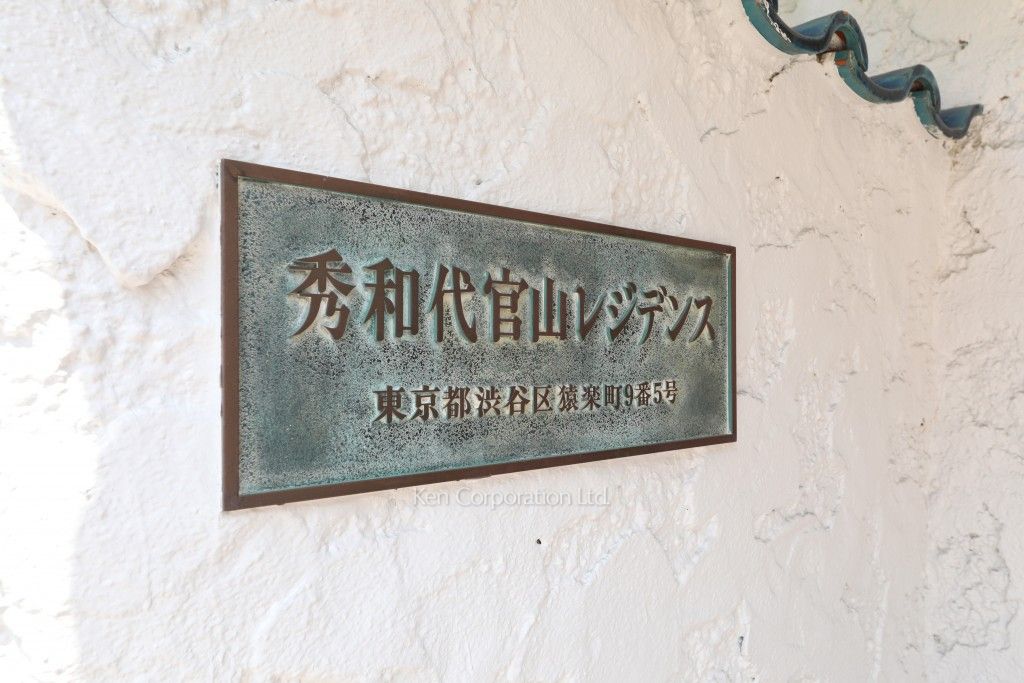 秀和代官山レジデンス
東京都渋谷区猿楽町9番5号
Ken Corporation Ltd.